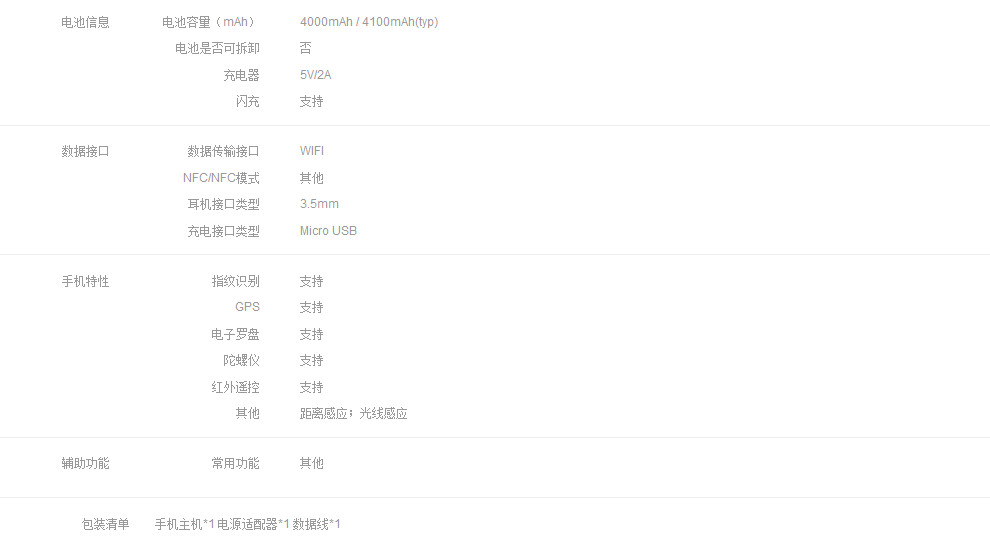 电池信息 电池容量（mAh） 4000mAh / 4100mAh(typ)
电池是否可拆卸 否
充电器 5V/2A
闪充 支持
数据接口 数据传输接口 WIFI
NFC/NFC模式 其他
耳机接口类型 3.5mm
充电接口类型 Micro USB
手机特性 指纹识别 支持
GPS 支持
电子罗盘 支持
陀螺仪 支持
红外遥控 支持
其他 距离感应；光线感应
辅助功能 常用功能 其他
包装清单 手机主机*1 电源适配器*1 数据线*1